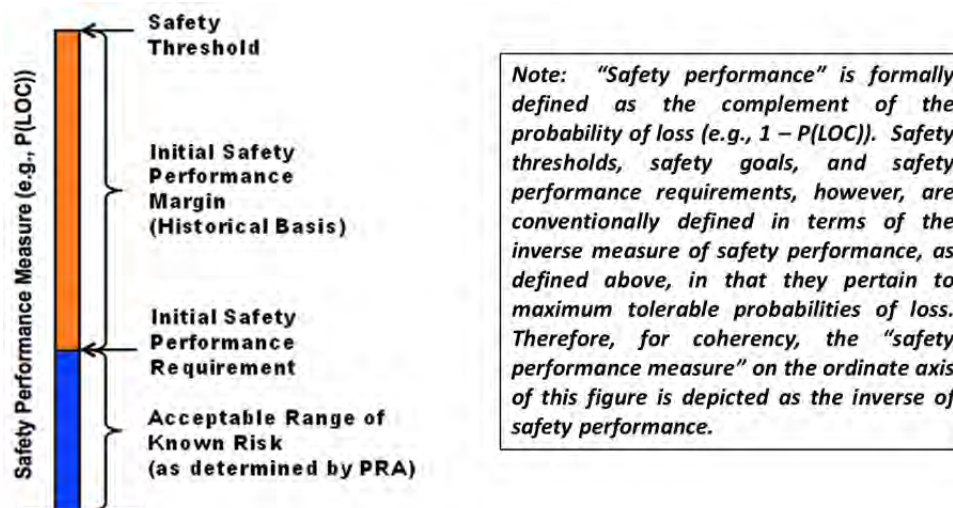 Safety Performance Measure (e.g., P(LOC))
Safety
Threshold
Initial Safety
Performance
Margin
(Historical Basis)
Initial Safety
Performance
Requirement
Acceptable Range of
Known Risk
(as determined by PRA)
Note: “Safety performance” is formally
defined as the complement of the
probability of loss (e.g., 1 – P(LOC)). Safety
thresholds, safety goals, and safety
performance requirements, however, are
conventionally defined in terms of the
inverse measure of safety performance, as
defined above, in that they pertain to
maximum tolerable probabilities of loss.
Therefore, for coherency, the “safety
performance measure” on the ordinate axis
of this figure is depicted as the inverse of
safety performance.